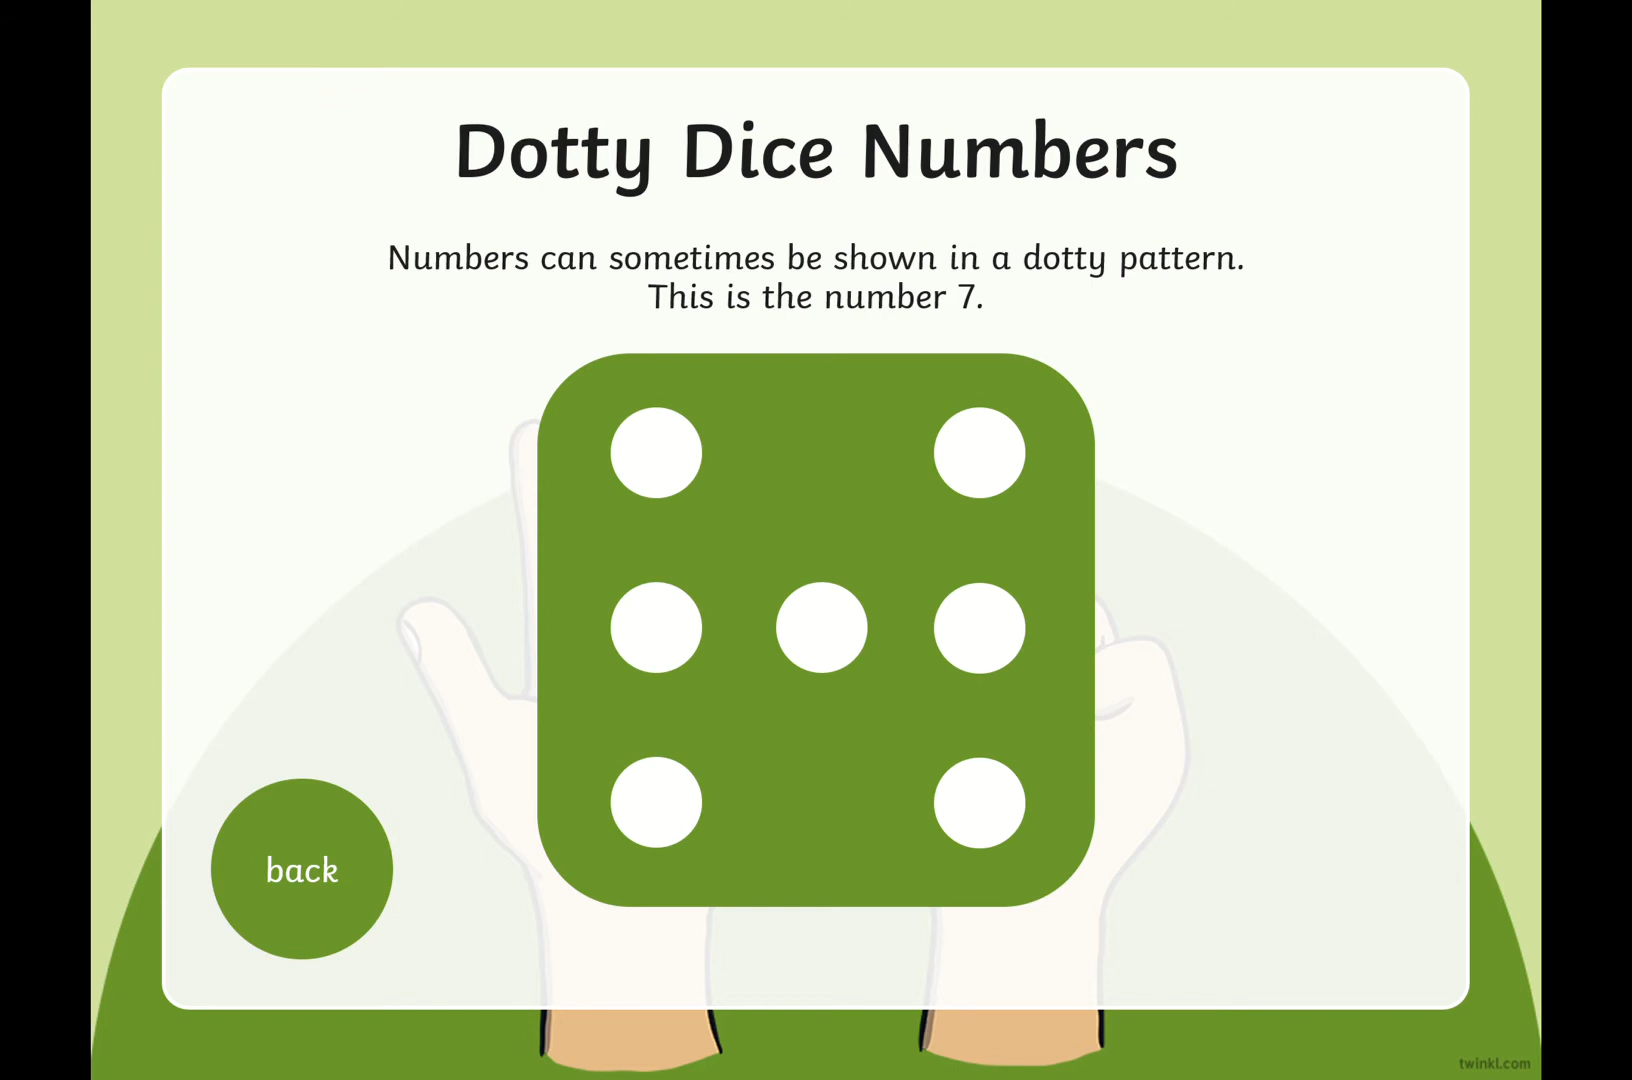 Dotty Dice Numbers
Numbers can sometimes be shown in a dotty pattern.
This is the number 7.
back
twinkl.com